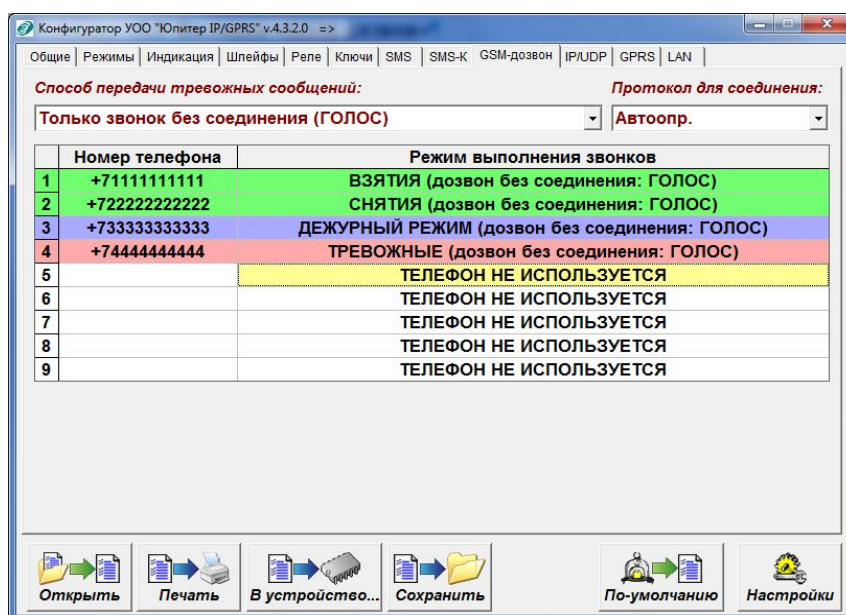 Конфигуратор УОО "Юпитер IP/GPRS" v.4.3.2.0 =>
Общие Режимы Индикация Шлейфы Реле Ключи SMS SMS-K GSM-дозвон IP/UDP GPRS LAN
Способ передачи тревожных сообщений: Протокол для соединения:
Только звонок без соединения (ГОЛОС) Автоопр.
Номер телефона Режим выполнения звонков
1 +71111111111 ВЗЯТИЯ (дозвон без соединения: ГОЛОС)
2 +722222222222 СНЯТИЯ (дозвон без соединения: ГОЛОС)
3 +733333333333 ДЕЖУРНЫЙ РЕЖИМ (дозвон без соединения: ГОЛОС)
4 +74444444444 ТРЕВОЖНЫЕ (дозвон без соединения: ГОЛОС)
5 ТЕЛЕФОН НЕ ИСПОЛЬЗУЕТСЯ
6 ТЕЛЕФОН НЕ ИСПОЛЬЗУЕТСЯ
7 ТЕЛЕФОН НЕ ИСПОЛЬЗУЕТСЯ
8 ТЕЛЕФОН НЕ ИСПОЛЬЗУЕТСЯ
9 ТЕЛЕФОН НЕ ИСПОЛЬЗУЕТСЯ
Открыть Печать В устройство... Сохранить По-умолчанию Настройки